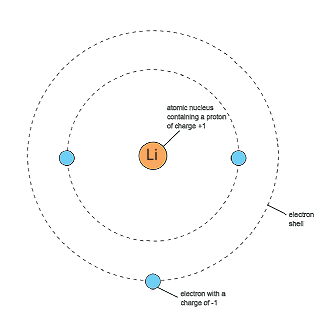 atomic nucleus
containing a proton
of charge +1
Li
electron
shell
electron with a
charge of -1